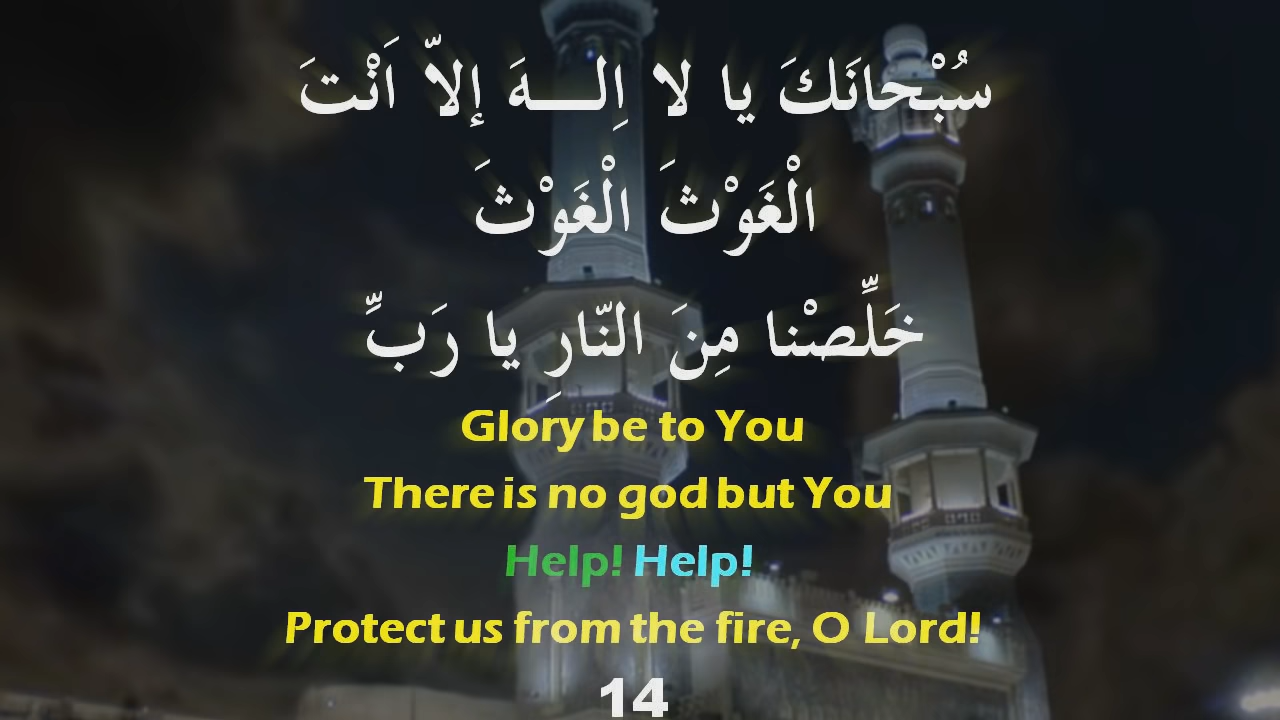 سُبْحانَكَ يا لا اِلـــهَ إلاّ اَنْتَ
الْغَوْثَ الْغَوْثَ
خَلِّصْنا مِنَ النّارِ يا رَبِّ
Glory be to You
There is no god but You
Help! Help!
Protect us from the fire, O Lord!
14